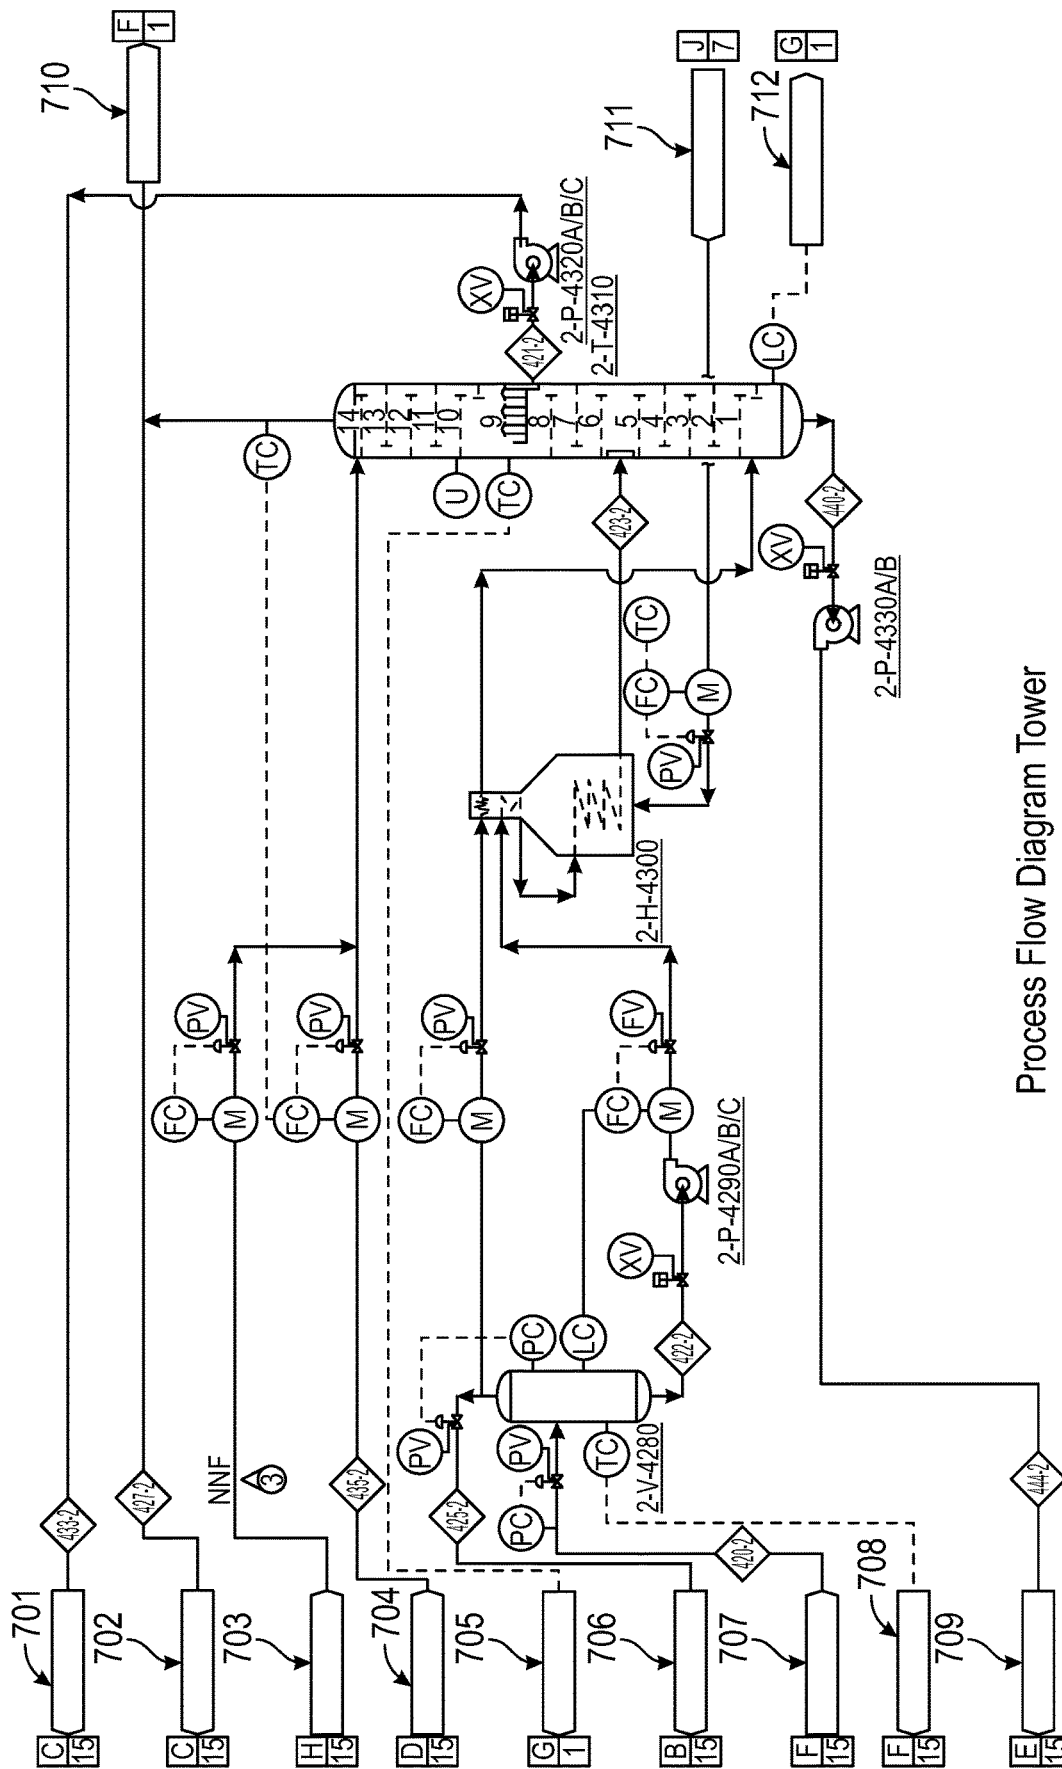 701
C
15
433-2
702
C
15
427-2
710
F
1
703
H
15
NNF
3
FC
M
PV
704
D
15
435-2
FC
M
PV
TC
705
G
1
706
B
15
425-2
PV
PC
FC
M
PV
707
F
15
420-2
PC
PV
2-V-4280
TC
LC
708
F
15
422-2
XV
2-P-4290A/B/C
FC
M
FV
2-H-4300
709
E
15
444-2
PV
FC
M
TC
423-2
U
TC
14
13
12
11
10
9
8
7
6
5
4
3
2
1
421-2
XV
2-P-4320A/B/C
2-T-4310
711
J
7
712
G
1
LC
440-2
XV
2-P-4330A/B
Process Flow Diagram Tower